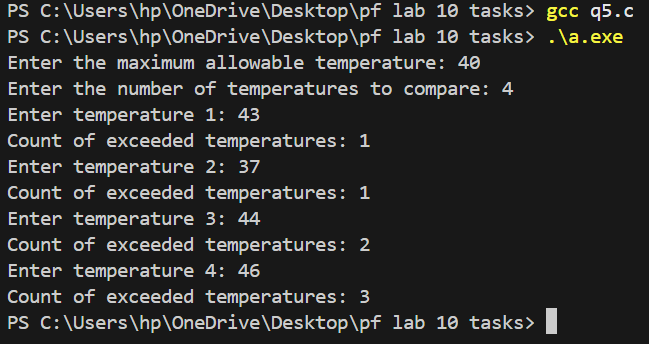 PS C:\Users\hp\OneDrive\Desktop\pf lab 10 tasks> gcc q5.c
PS C:\Users\hp\OneDrive\Desktop\pf lab 10 tasks> .\a.exe
Enter the maximum allowable temperature: 40
Enter the number of temperatures to compare: 4
Enter temperature 1: 43
Count of exceeded temperatures: 1
Enter temperature 2: 37
Count of exceeded temperatures: 1
Enter temperature 3: 44
Count of exceeded temperatures: 2
Enter temperature 4: 46
Count of exceeded temperatures: 3
PS C:\Users\hp\OneDrive\Desktop\pf lab 10 tasks>